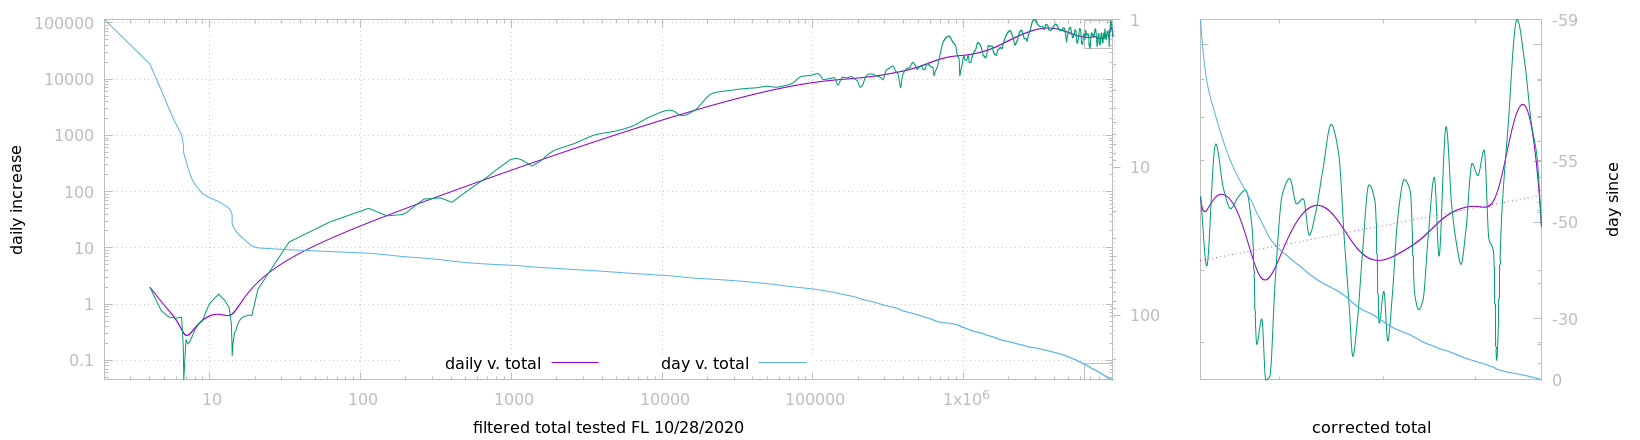 100000
10000
1000
100
10
1
0.1
daily increase
daily v. total
day v. total
10
100
1000
10000
100000
1x10⁶
filtered total tested FL 10/28/2020
1
10
100
-59
-55
-50
-30
0
day since
corrected total